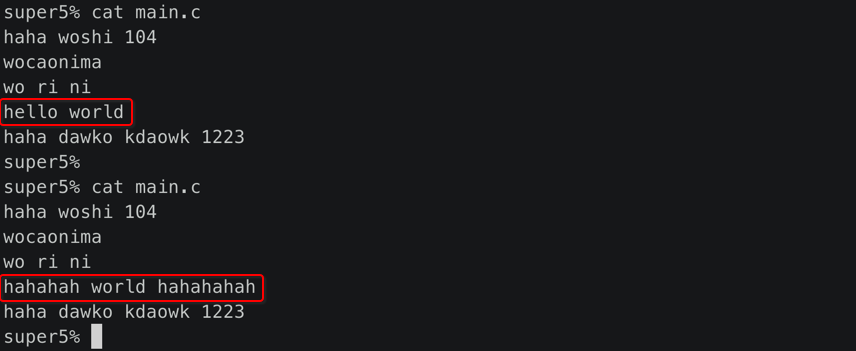 super5% cat main.c
haha woshi 104
wocaonima
wo ri ni
hello world
haha dawko kdaowk 1223
super5%
super5% cat main.c
haha woshi 104
wocaonima
wo ri ni
hahahah world hahahahah
haha dawko kdaowk 1223
super5%